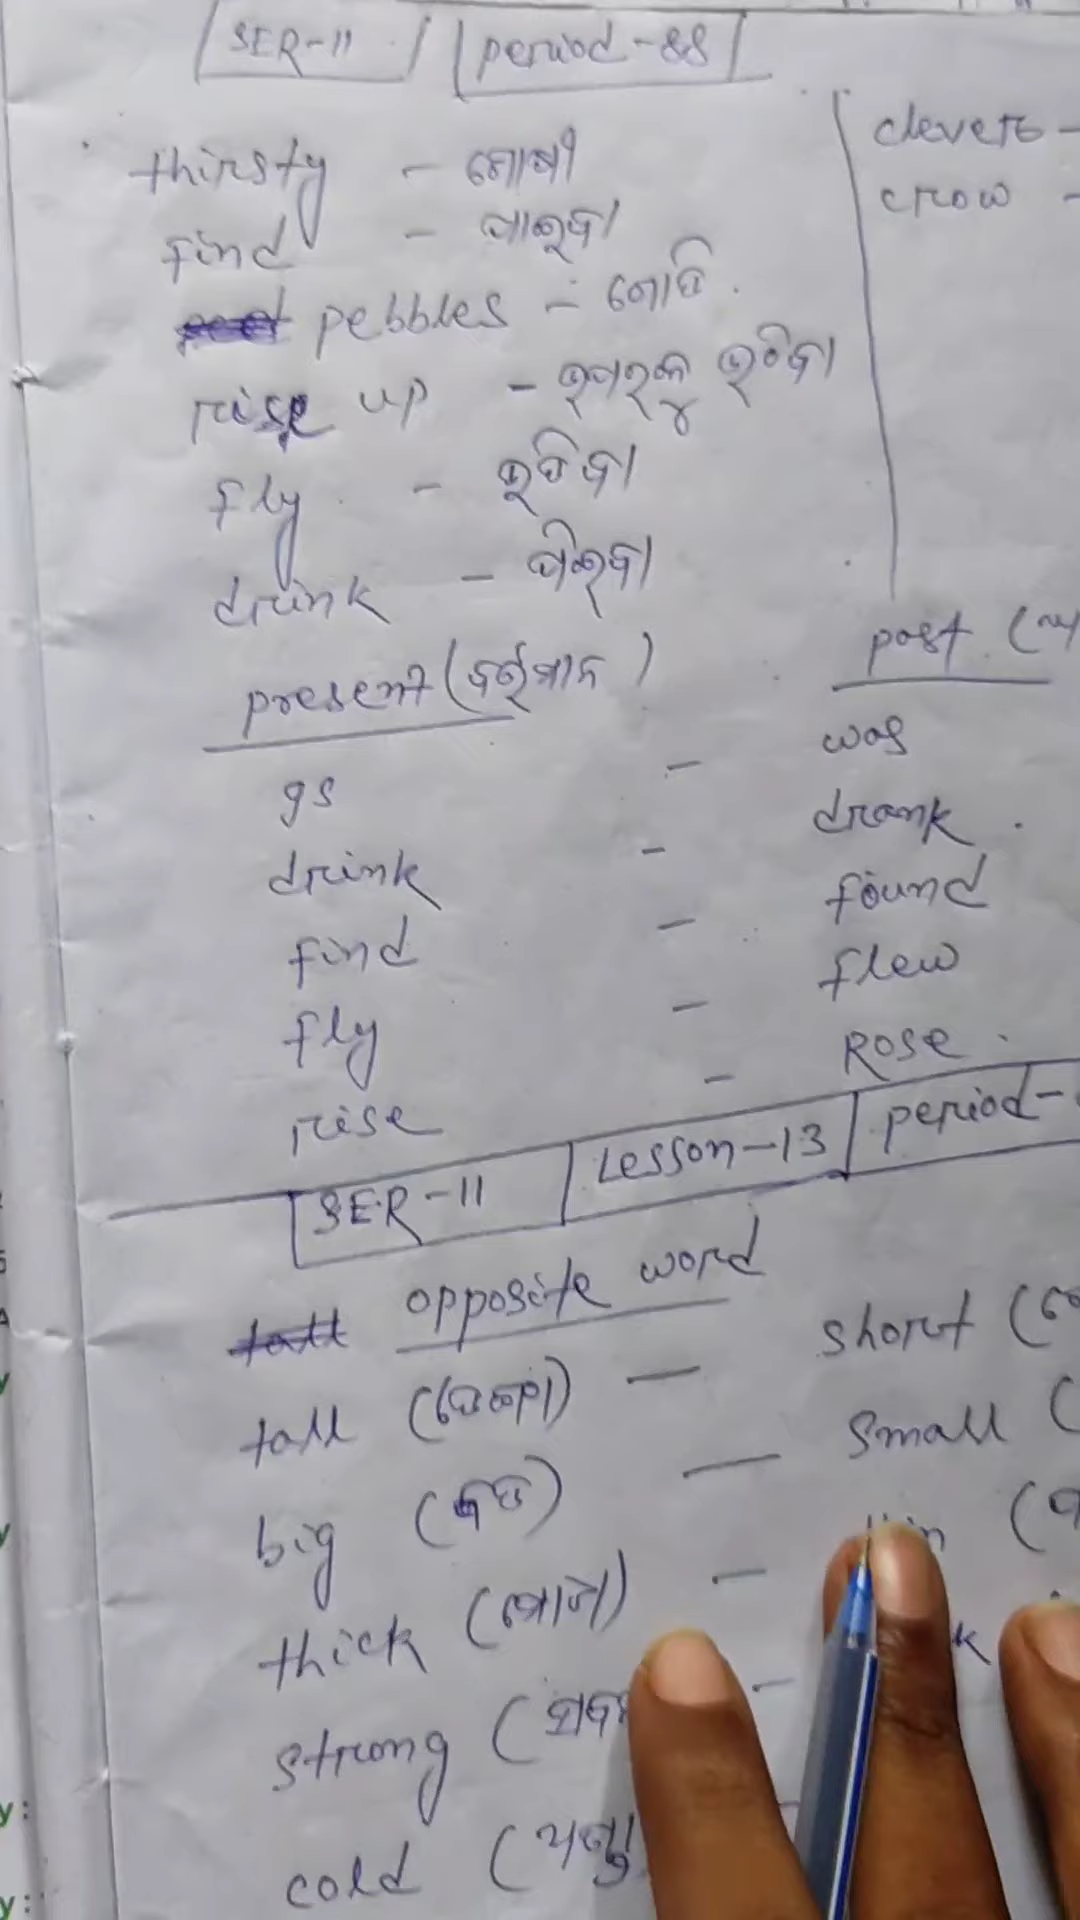 SER-11 period-88
thirsty - ଶୋଷୀ
find - ପାଇବା
pebbles - ଗୋଡି.
rise up - ଉପରକୁ ଉଠିବା
fly - ଉଡିବା
drink - ପିଇବା
clever -
crow -
present (ବର୍ତ୍ତମାନ) past (
is - was
drink - drank.
find - found
fly - flew
rise - Rose.
SER-11 Lesson-13 period-
opposite word
tall (ଡେଙ୍ଗା) — short (
big (ବଡ) — small (
thick (ମୋଟା) -
strong ( -
cold (